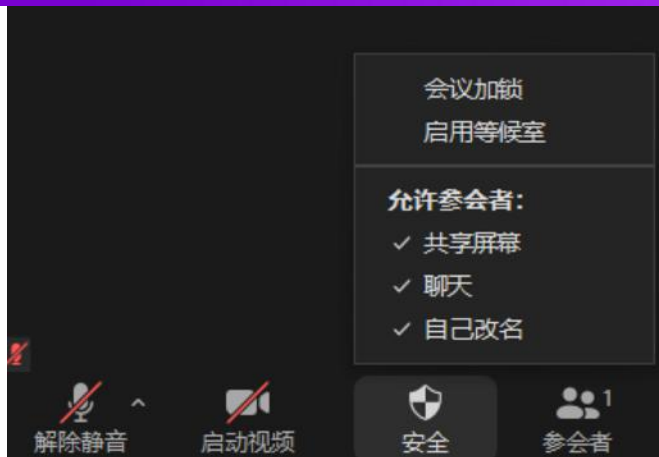 会议加锁
启用等候室
允许参会者：
共享屏幕
聊天
自己改名
解除静音
启动视频
安全
1
参会者